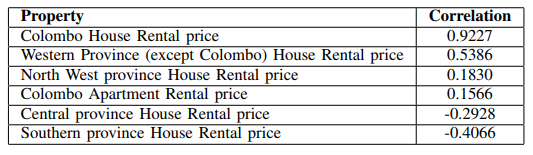 Property Correlation
Colombo House Rental price 0.9227
Western Province (except Colombo) House Rental price 0.5386
North West province House Rental price 0.1830
Colombo Apartment Rental price 0.1566
Central province House Rental price -0.2928
Southern province House Rental price -0.4066